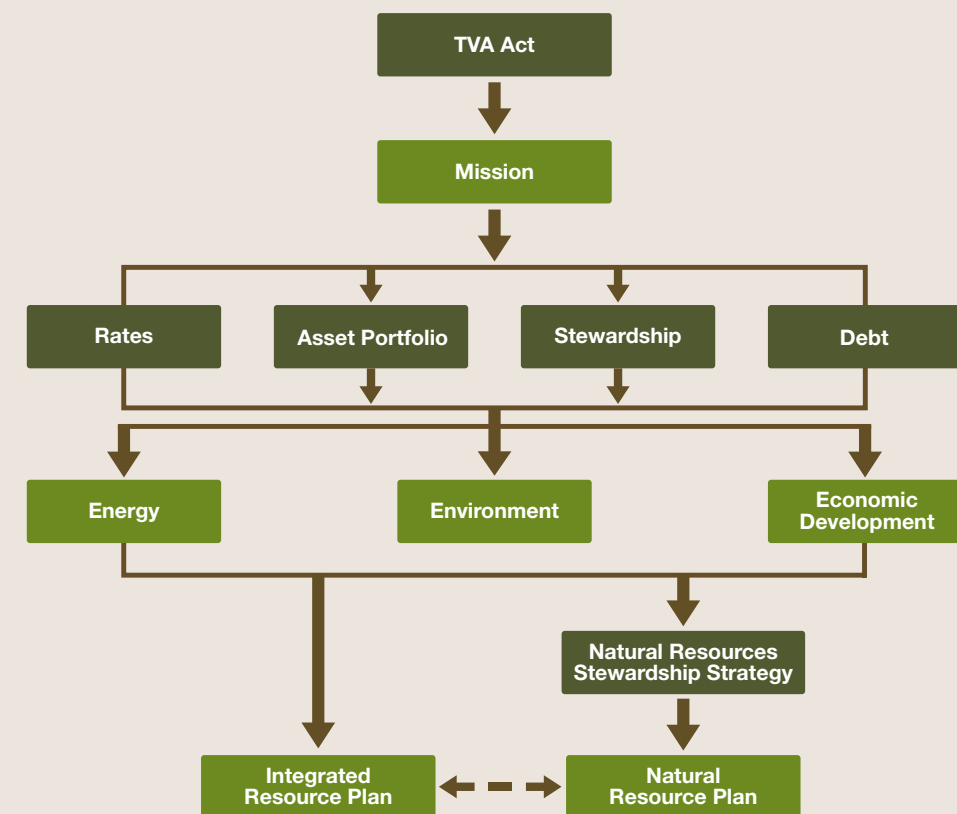 TVA Act
Mission
Rates
Asset Portfolio
Stewardship
Debt
Energy
Environment
Economic
Development
Natural Resources
Stewardship Strategy
Integrated
Resource Plan
Natural
Resource Plan